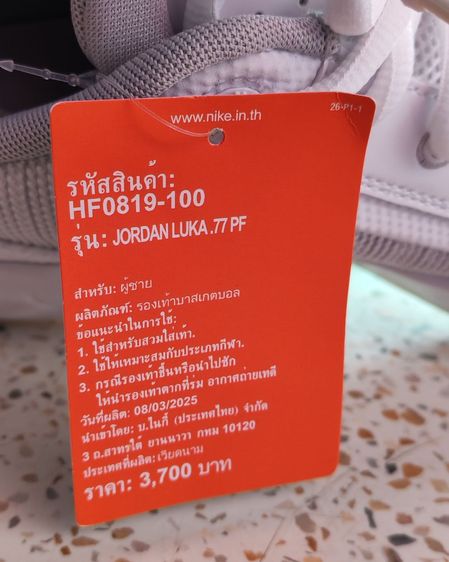 www.nike.in.th
26-P1-1
รหัสสินค้า:
HF0819-100
รุ่น: JORDAN LUKA .77 PF
สำหรับ: ผู้ชาย
ผลิตภัณฑ์: รองเท้าบาสเกตบอล
ข้อแนะนำในการใช้:
1. ใช้สำหรับสวมใส่เท้า.
2. ใช้ให้เหมาะสมกับประเภทกีฬา.
3. กรณีรองเท้าชื้นหรือนำไปซัก
ให้นำรองเท้าตากที่ร่ม อากาศถ่ายเทดี
วันที่ผลิต: 08/03/2025
นำเข้าโดย: บ.ไนกี้ (ประเทศไทย) จำกัด
3 ถ.สาทรใต้ ยานนาวา กทม 10120
ประเทศที่ผลิต: เวียดนาม
ราคา: 3,700 บาท